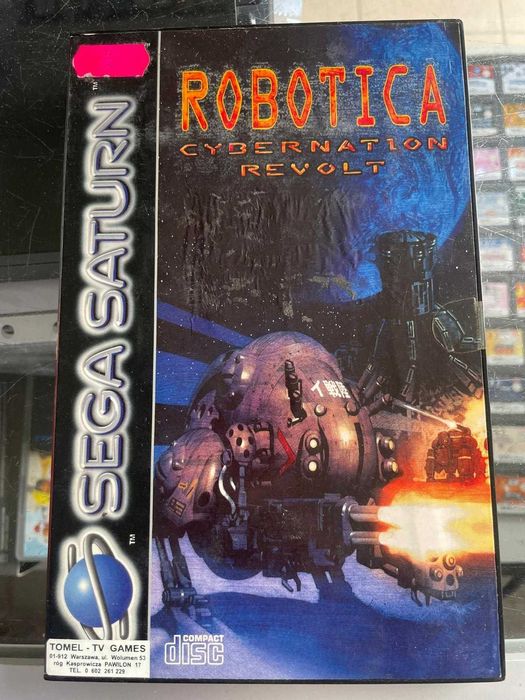 ROBOTICA
CYBERNATION
REVOLT
SEGA SATURN
TM
TM
COMPACT
disc
TOMEL - TV GAMES
01-912 Warszawa, ul. Wolumen 53
róg Kasprowicza PAWILON 17
TEL. 0 602 261 229